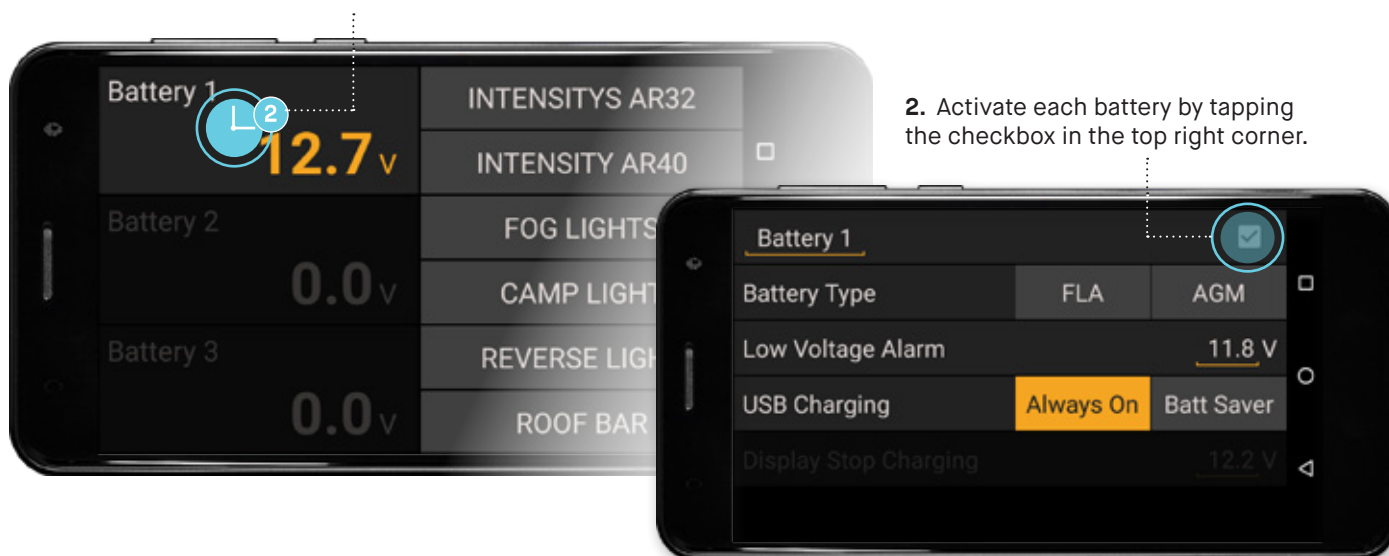 Battery 1
2
12.7 V
Battery 2
0.0 V
Battery 3
0.0 V
INTENSITYS AR32
INTENSITY AR40
FOG LIGHTS
CAMP LIGHT
REVERSE LIGH
ROOF BAR
2. Activate each battery by tapping
the checkbox in the top right corner.
Battery 1
Battery Type FLA AGM
Low Voltage Alarm 11.8 V
USB Charging Always On Batt Saver
Display Stop Charging 12.2 V